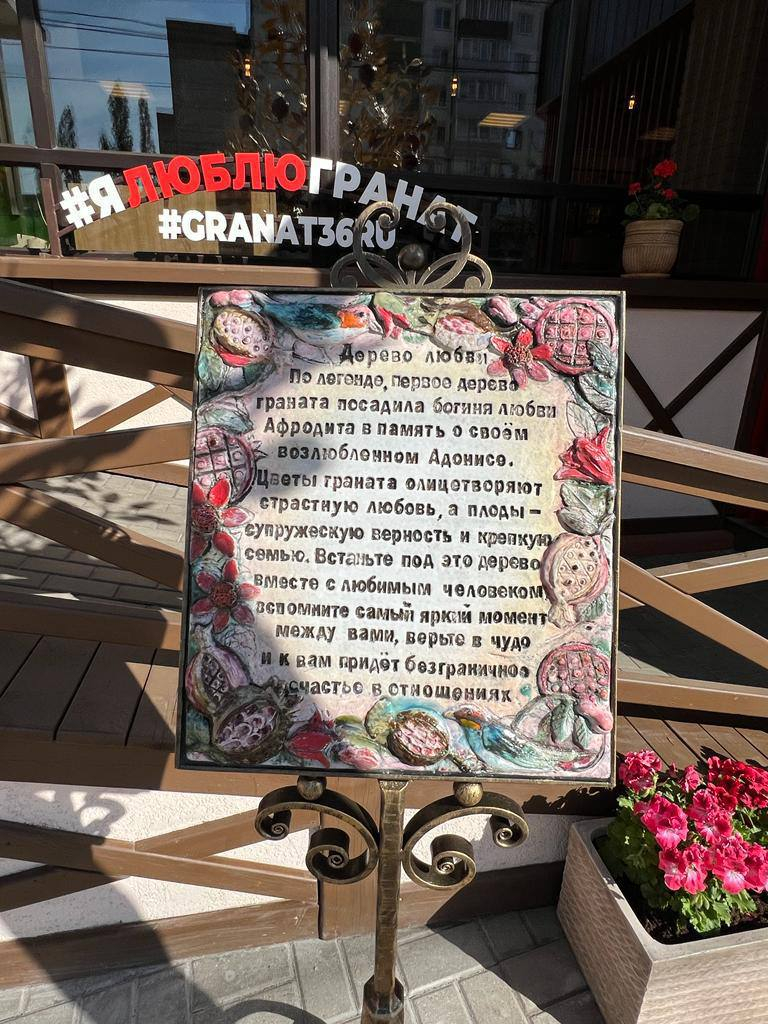 #ЯЛЮБЛЮГРАНАТ
#GRANAT36RU
Дерево любви
По легенде, первое дерево
граната посадила богиня любви
Афродита в память о своём
возлюбленном Адонисе.
Цветы граната олицетворяют
страстную любовь, а плоды –
супружескую верность и крепкую
семью. Встаньте под это дерево
вместе с любимым человеком,
вспомните самый яркий момент
между вами, верьте в чудо
и к вам придёт безграничное
счастье в отношениях